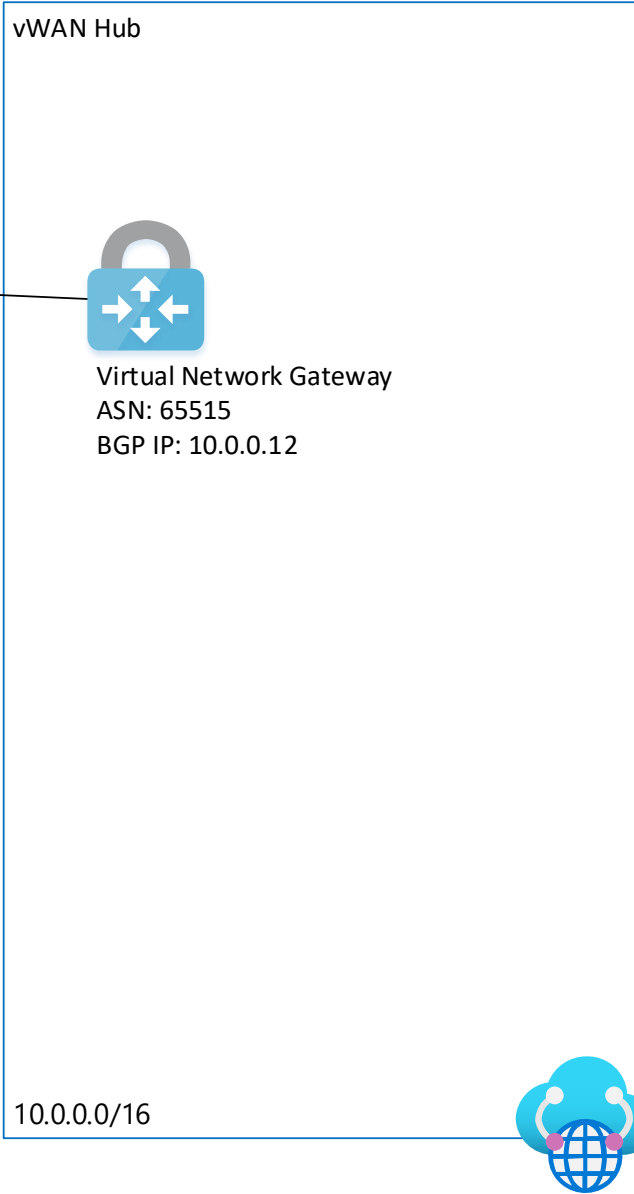 vWAN Hub
Virtual Network Gateway
ASN: 65515
BGP IP: 10.0.0.12
10.0.0.0/16